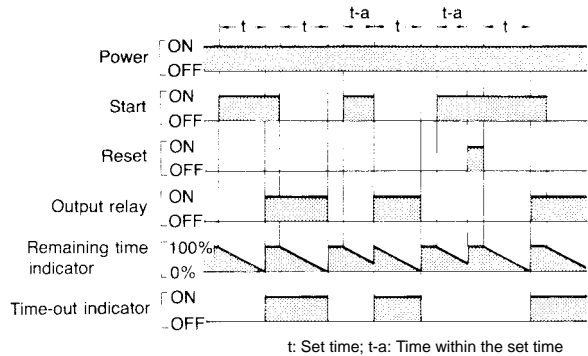 t-a t-a
t t t t t
Power ON
OFF
Start ON
OFF
Reset ON
OFF
Output relay ON
OFF
Remaining time indicator 100%
0%
Time-out indicator ON
OFF
t: Set time; t-a: Time within the set time